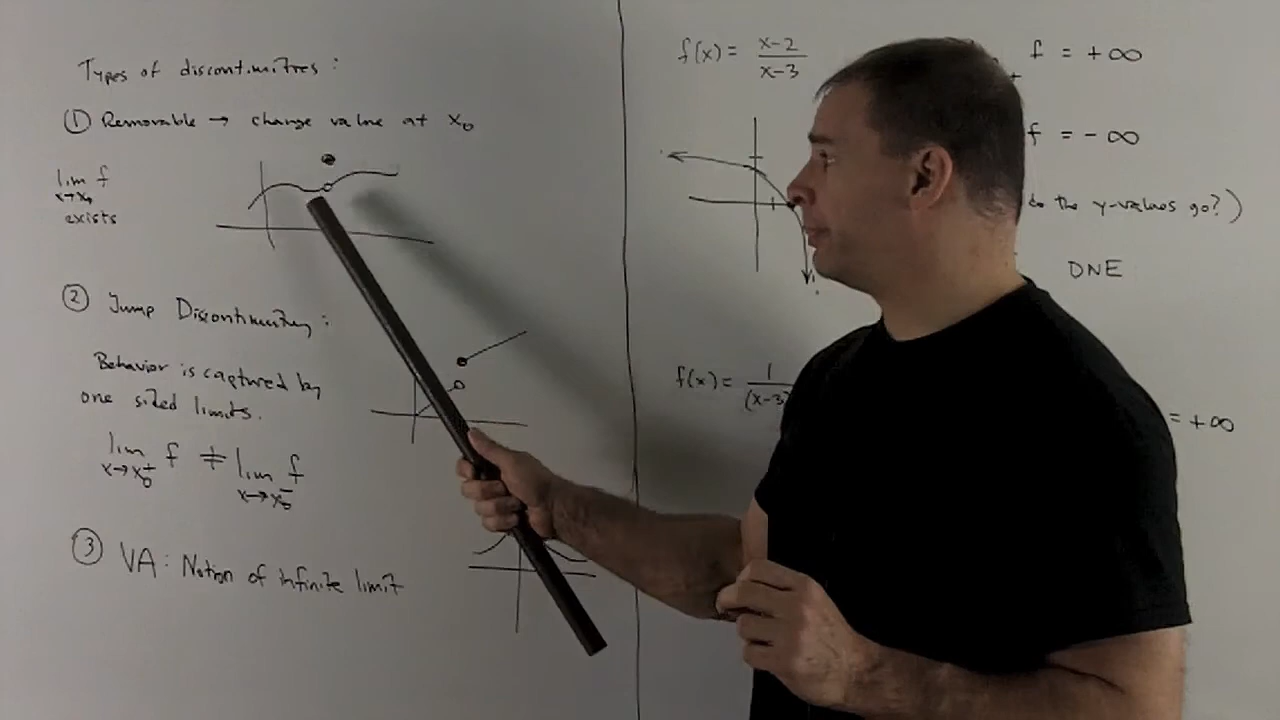 Types of discontinuities:
① Removable → change value at x₀
lim f
x→x₀
exists
② Jump Discontinuity:
Behavior is captured by
one sided limits.
lim f ≠ lim f
x→x₀⁺ x→x₀⁻
③ VA: Notion of infinite limit
f(x) = x-2
x-3
f = +∞
f = -∞
do the y-values go?)
DNE
f(x) = 1
(x-3)
= +∞